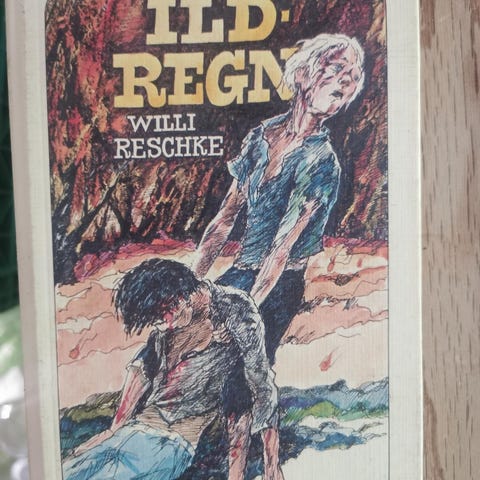 ILD-
REGN
WILLI
RESCHKE